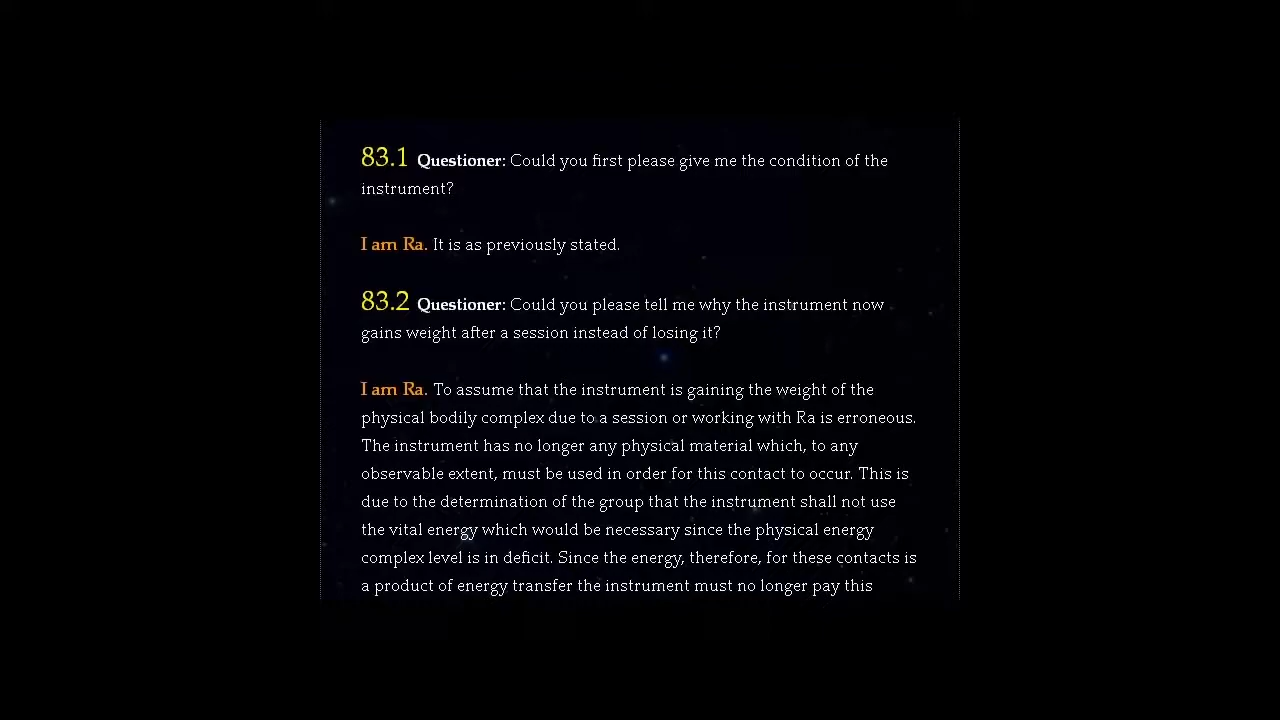 83.1 Questioner: Could you first please give me the condition of the
instrument?
I am Ra. It is as previously stated.
83.2 Questioner: Could you please tell me why the instrument now
gains weight after a session instead of losing it?
I am Ra. To assume that the instrument is gaining the weight of the
physical bodily complex due to a session or working with Ra is erroneous.
The instrument has no longer any physical material which, to any
observable extent, must be used in order for this contact to occur. This is
due to the determination of the group that the instrument shall not use
the vital energy which would be necessary since the physical energy
complex level is in deficit. Since the energy, therefore, for these contacts is
a product of energy transfer the instrument must no longer pay this